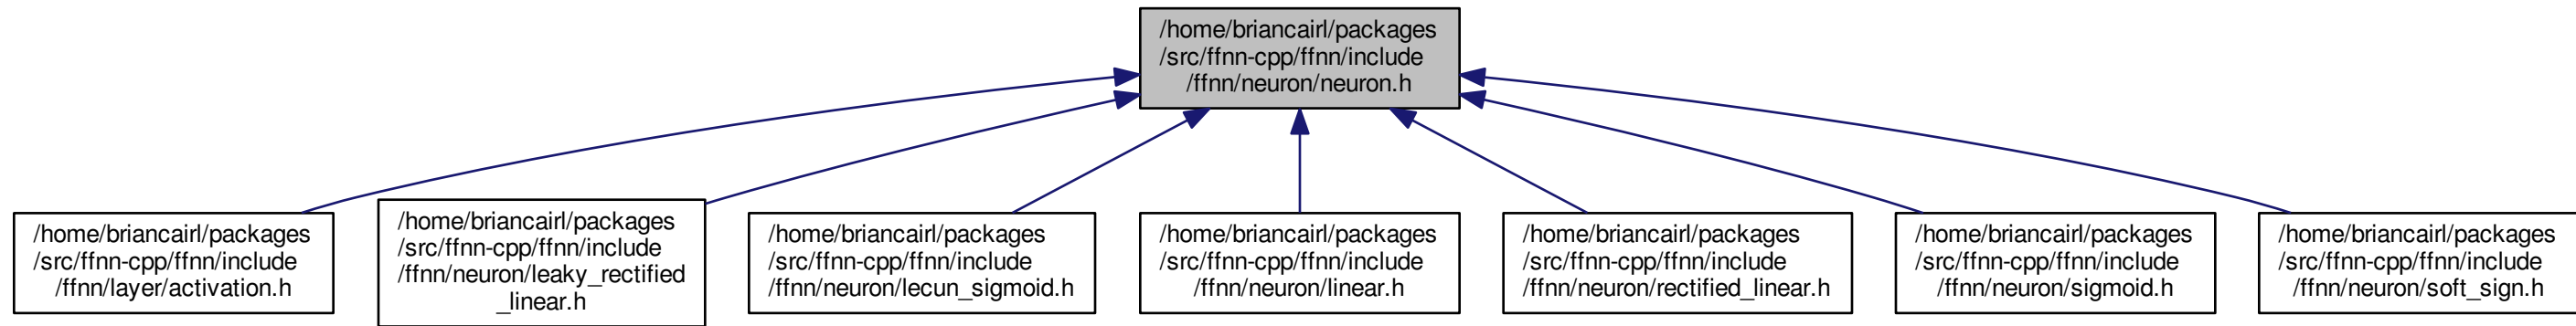 /home/briancairl/packages
/src/ffnn-cpp/ffnn/include
/ffnn/neuron/neuron.h
/home/briancairl/packages
/src/ffnn-cpp/ffnn/include
/ffnn/layer/activation.h
/home/briancairl/packages
/src/ffnn-cpp/ffnn/include
/ffnn/neuron/leaky_rectified
_linear.h
/home/briancairl/packages
/src/ffnn-cpp/ffnn/include
/ffnn/neuron/lecun_sigmoid.h
/home/briancairl/packages
/src/ffnn-cpp/ffnn/include
/ffnn/neuron/linear.h
/home/briancairl/packages
/src/ffnn-cpp/ffnn/include
/ffnn/neuron/rectified_linear.h
/home/briancairl/packages
/src/ffnn-cpp/ffnn/include
/ffnn/neuron/sigmoid.h
/home/briancairl/packages
/src/ffnn-cpp/ffnn/include
/ffnn/neuron/soft_sign.h